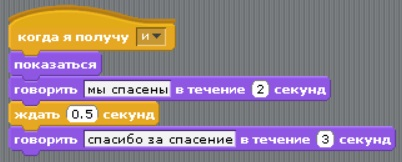 когда я получу и
показаться
говорить мы спасены в течение 2 секунд
ждать 0.5 секунд
говорить спасибо за спасение в течение 3 секунд